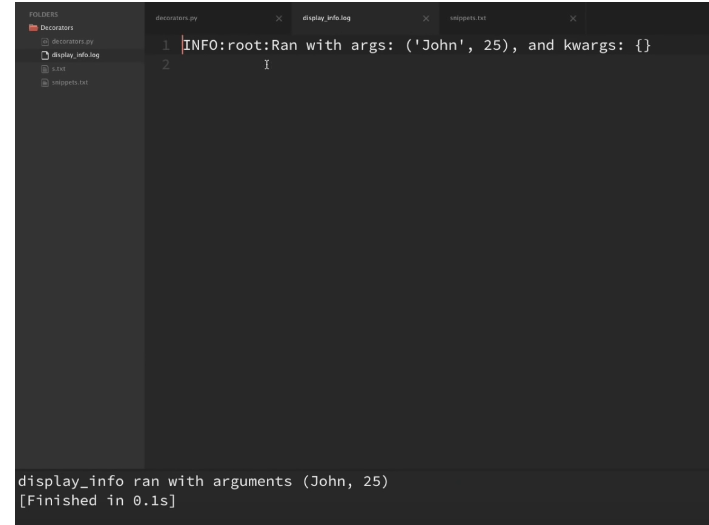 FOLDERS
Decorators
decorators.py
display_info.log
s.txt
snippets.txt
decorators.py
display_info.log
snippets.txt
1 INFO:root:Ran with args: ('John', 25), and kwargs: {}
2
display_info ran with arguments (John, 25)
[Finished in 0.1s]